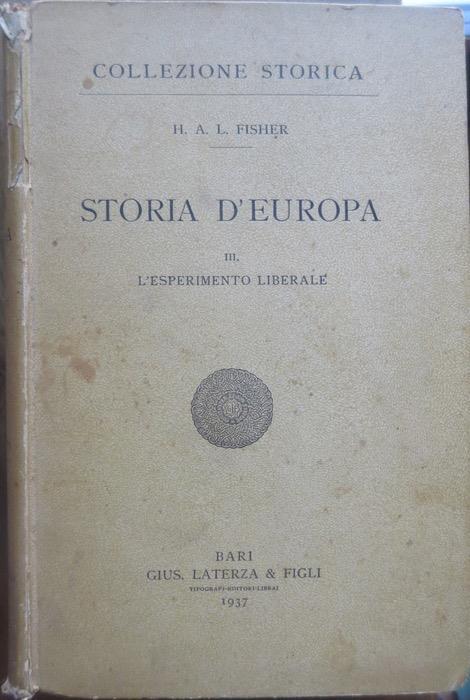 COLLEZIONE STORICA
H. A. L. FISHER
STORIA D'EUROPA
III.
L'ESPERIMENTO LIBERALE
BARI
GIUS. LATERZA & FIGLI
TIPOGRAFI-EDITORI-LIBRAI
1937